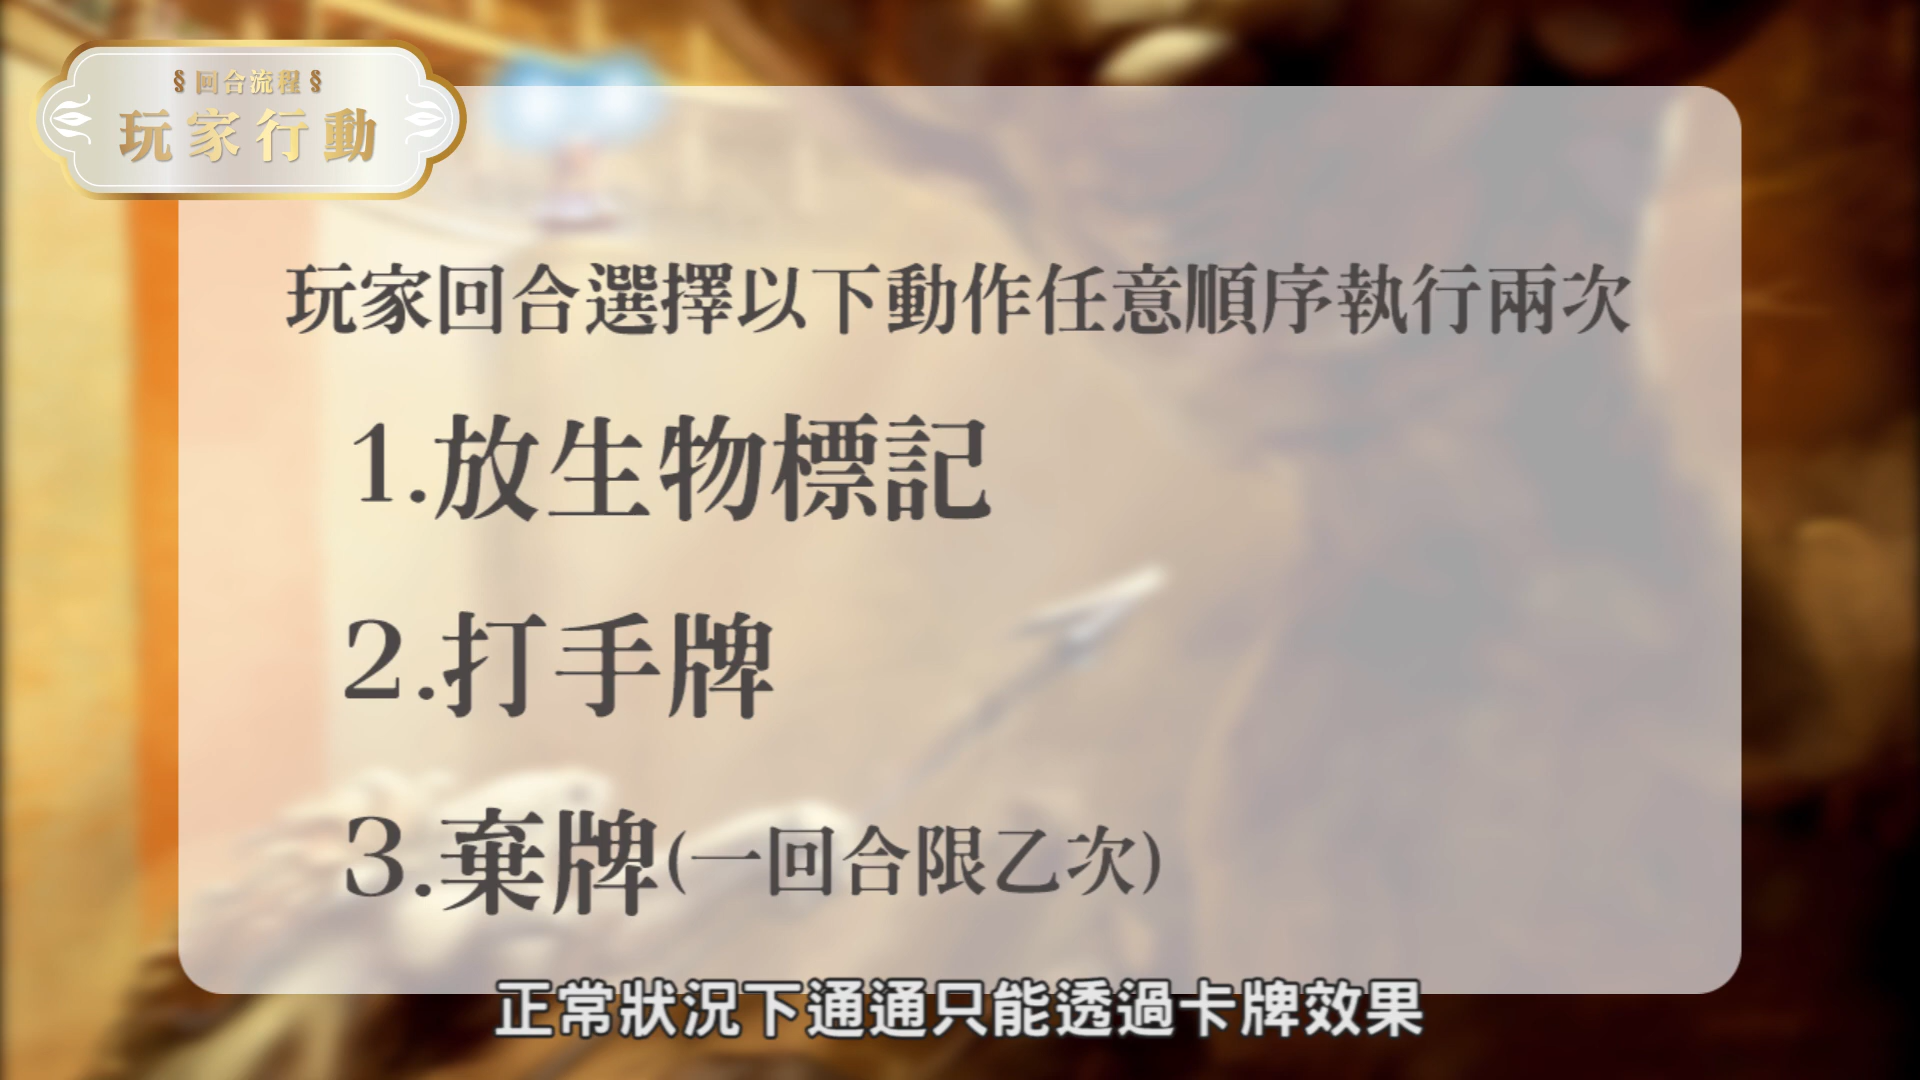 §回合流程§
玩家行動
玩家回合選擇以下動作任意順序執行兩次
1.放生物標記
2.打手牌
3.棄牌(一回合限乙次)
正常狀況下通通只能透過卡牌效果